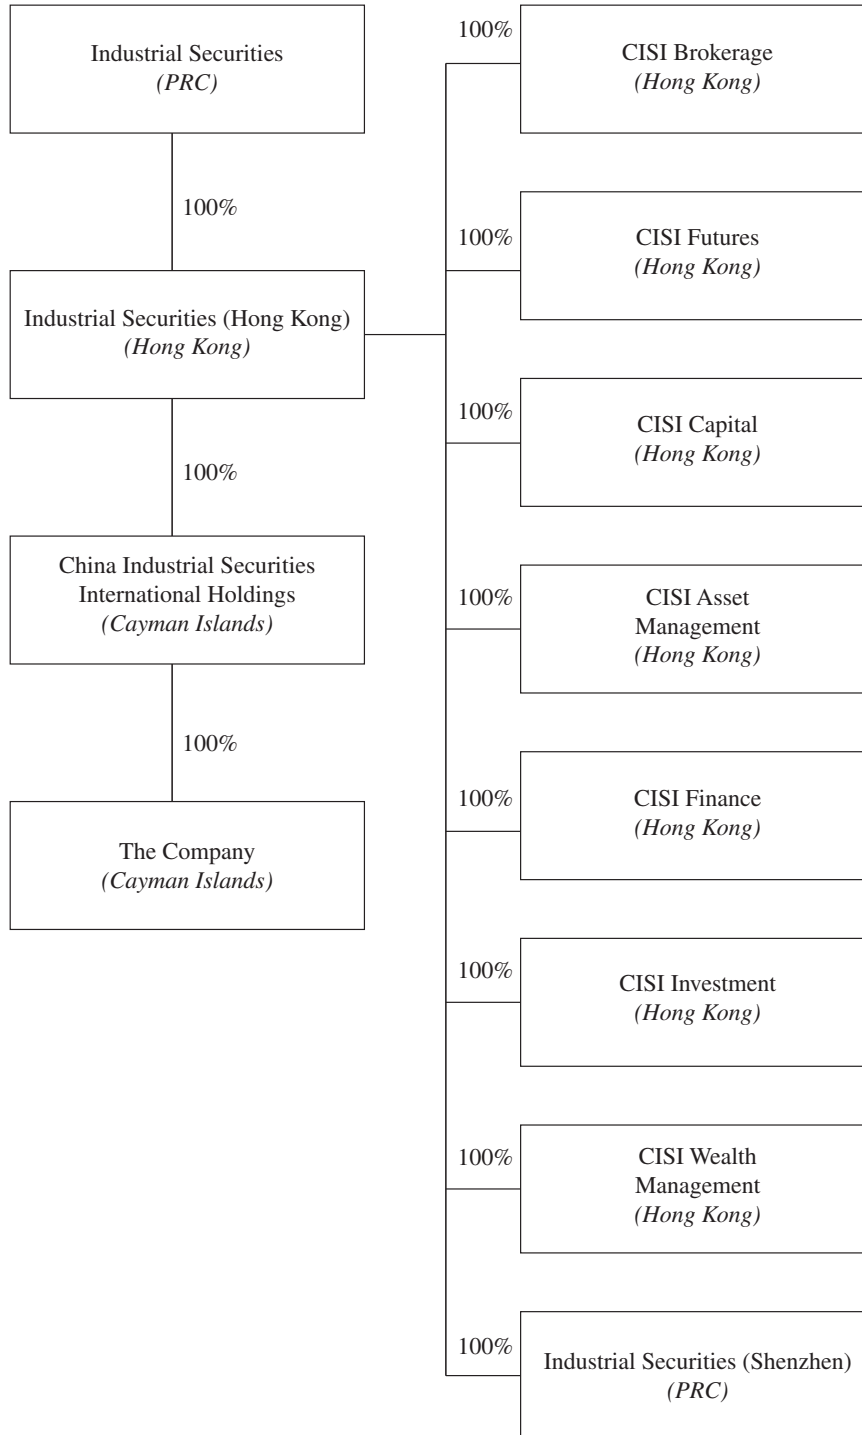 Industrial Securities
(PRC)
100%
Industrial Securities (Hong Kong)
(Hong Kong)
100%
China Industrial Securities
International Holdings
(Cayman Islands)
100%
The Company
(Cayman Islands)
100%
CISI Brokerage
(Hong Kong)
100%
CISI Futures
(Hong Kong)
100%
CISI Capital
(Hong Kong)
100%
CISI Asset
Management
(Hong Kong)
100%
CISI Finance
(Hong Kong)
100%
CISI Investment
(Hong Kong)
100%
CISI Wealth
Management
(Hong Kong)
100%
Industrial Securities (Shenzhen)
(PRC)